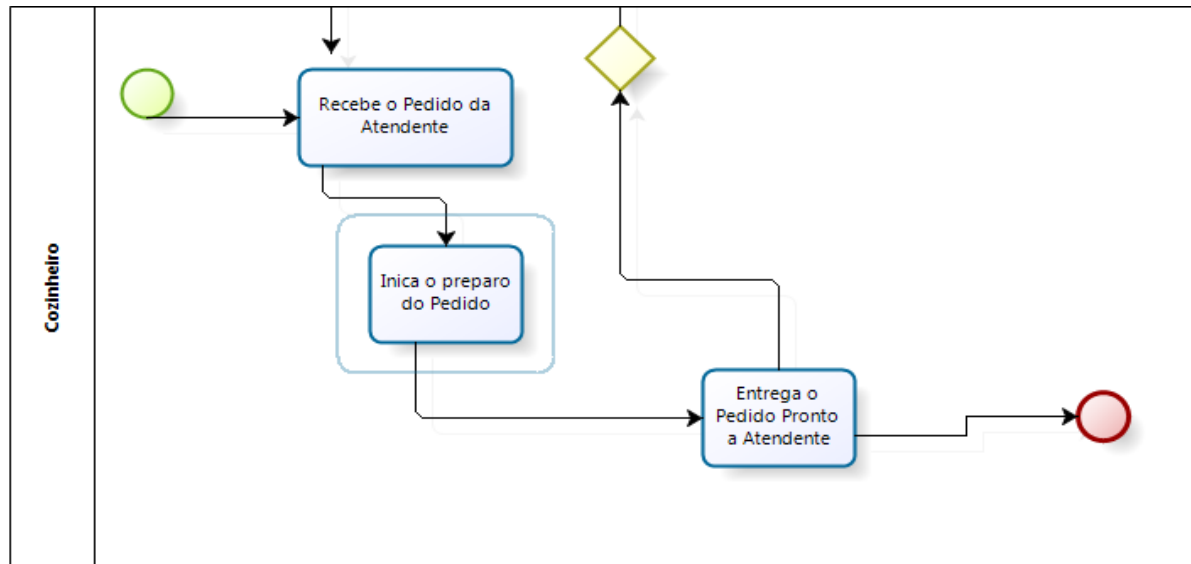 Cozinheiro
Recebe o Pedido da
Atendente
Inica o preparo
do Pedido
Entrega o
Pedido Pronto
a Atendente